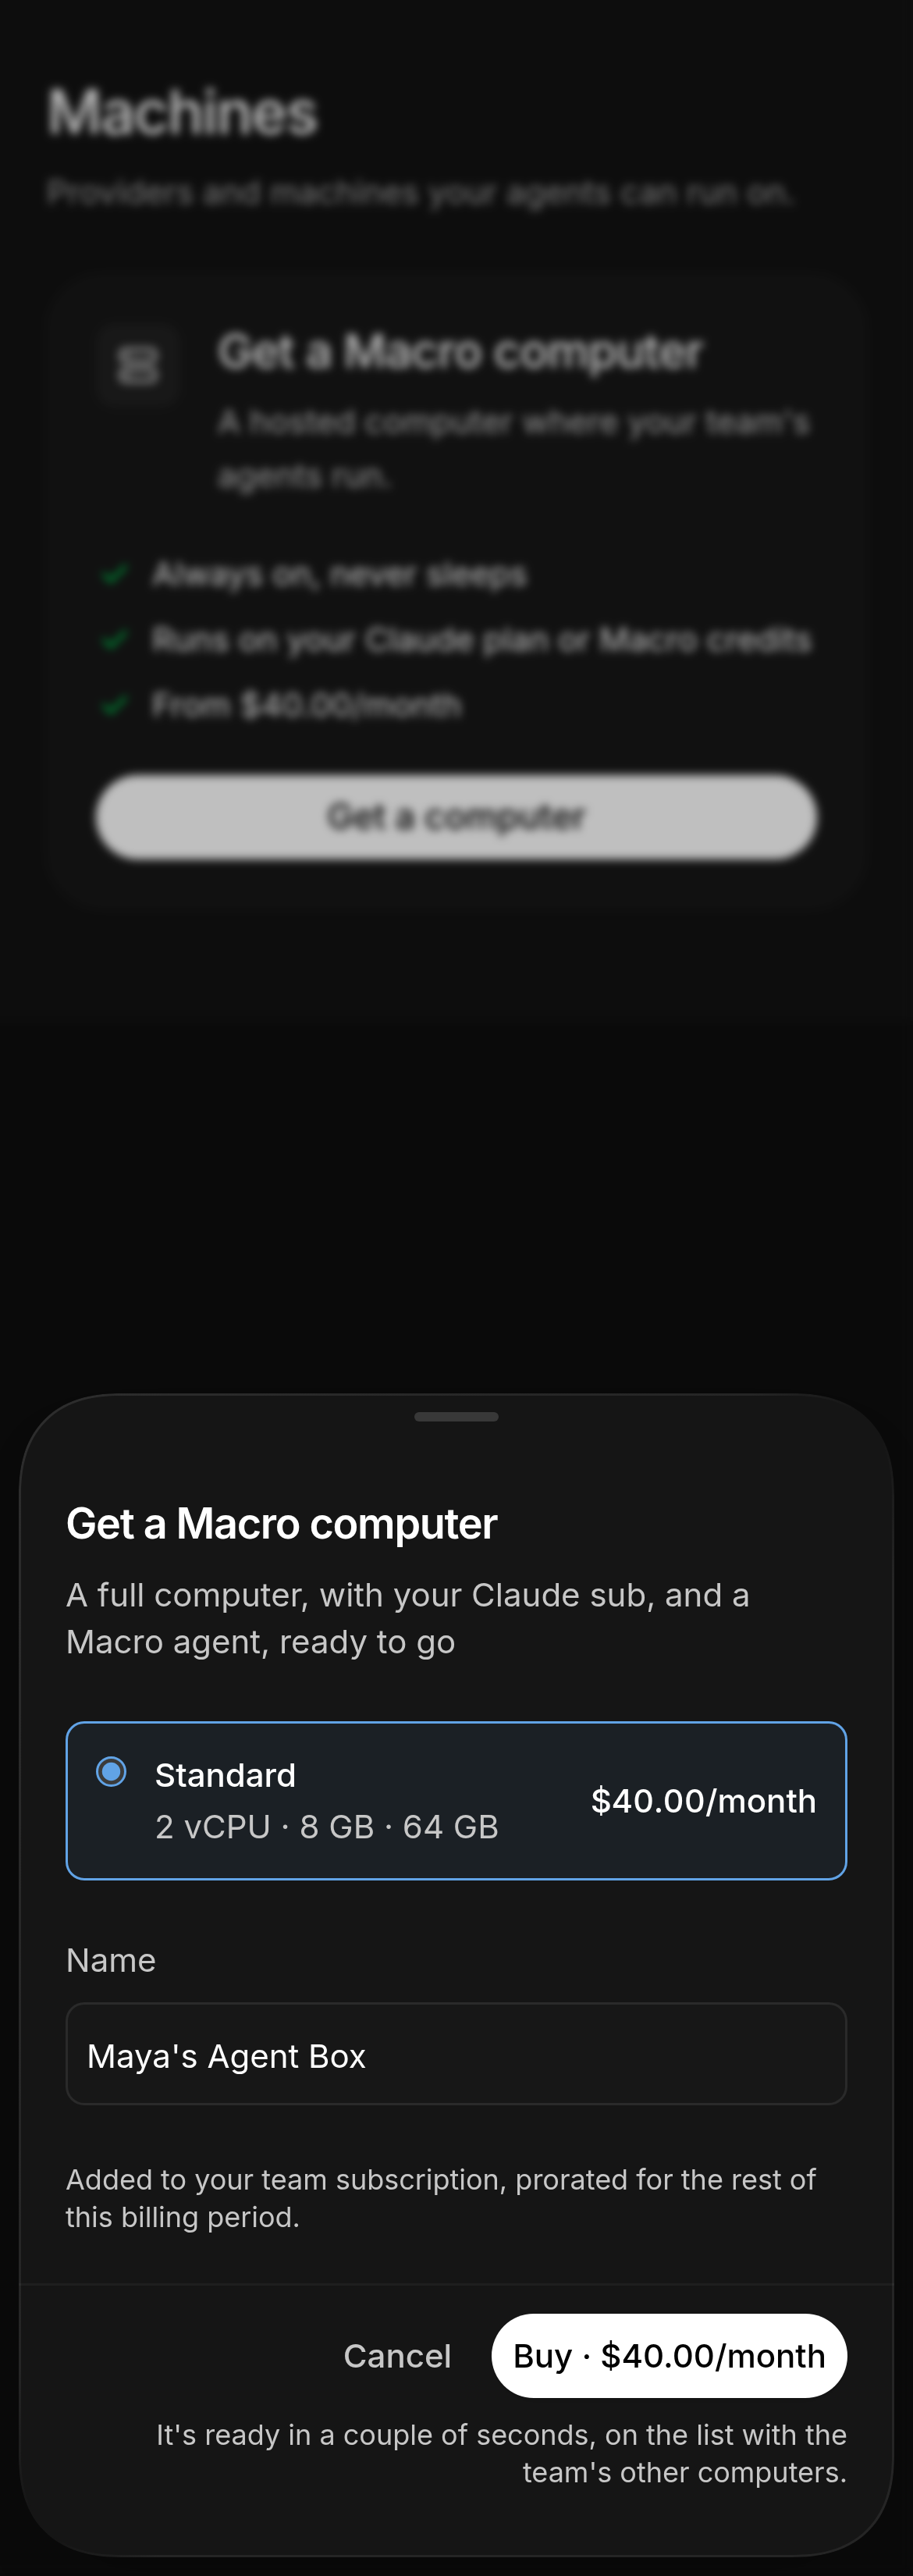 Machines
Providers and machines your agents can run on.
Get a Macro computer
A hosted computer where your team's
agents run.
Always on, never sleeps
Runs on your Claude plan or Macro credits
From $40.00/month
Get a computer
Get a Macro computer
A full computer, with your Claude sub, and a
Macro agent, ready to go
Standard
2 vCPU · 8 GB · 64 GB
$40.00/month
Name
Maya's Agent Box
Added to your team subscription, prorated for the rest of
this billing period.
Cancel
Buy · $40.00/month
It's ready in a couple of seconds, on the list with the
team's other computers.